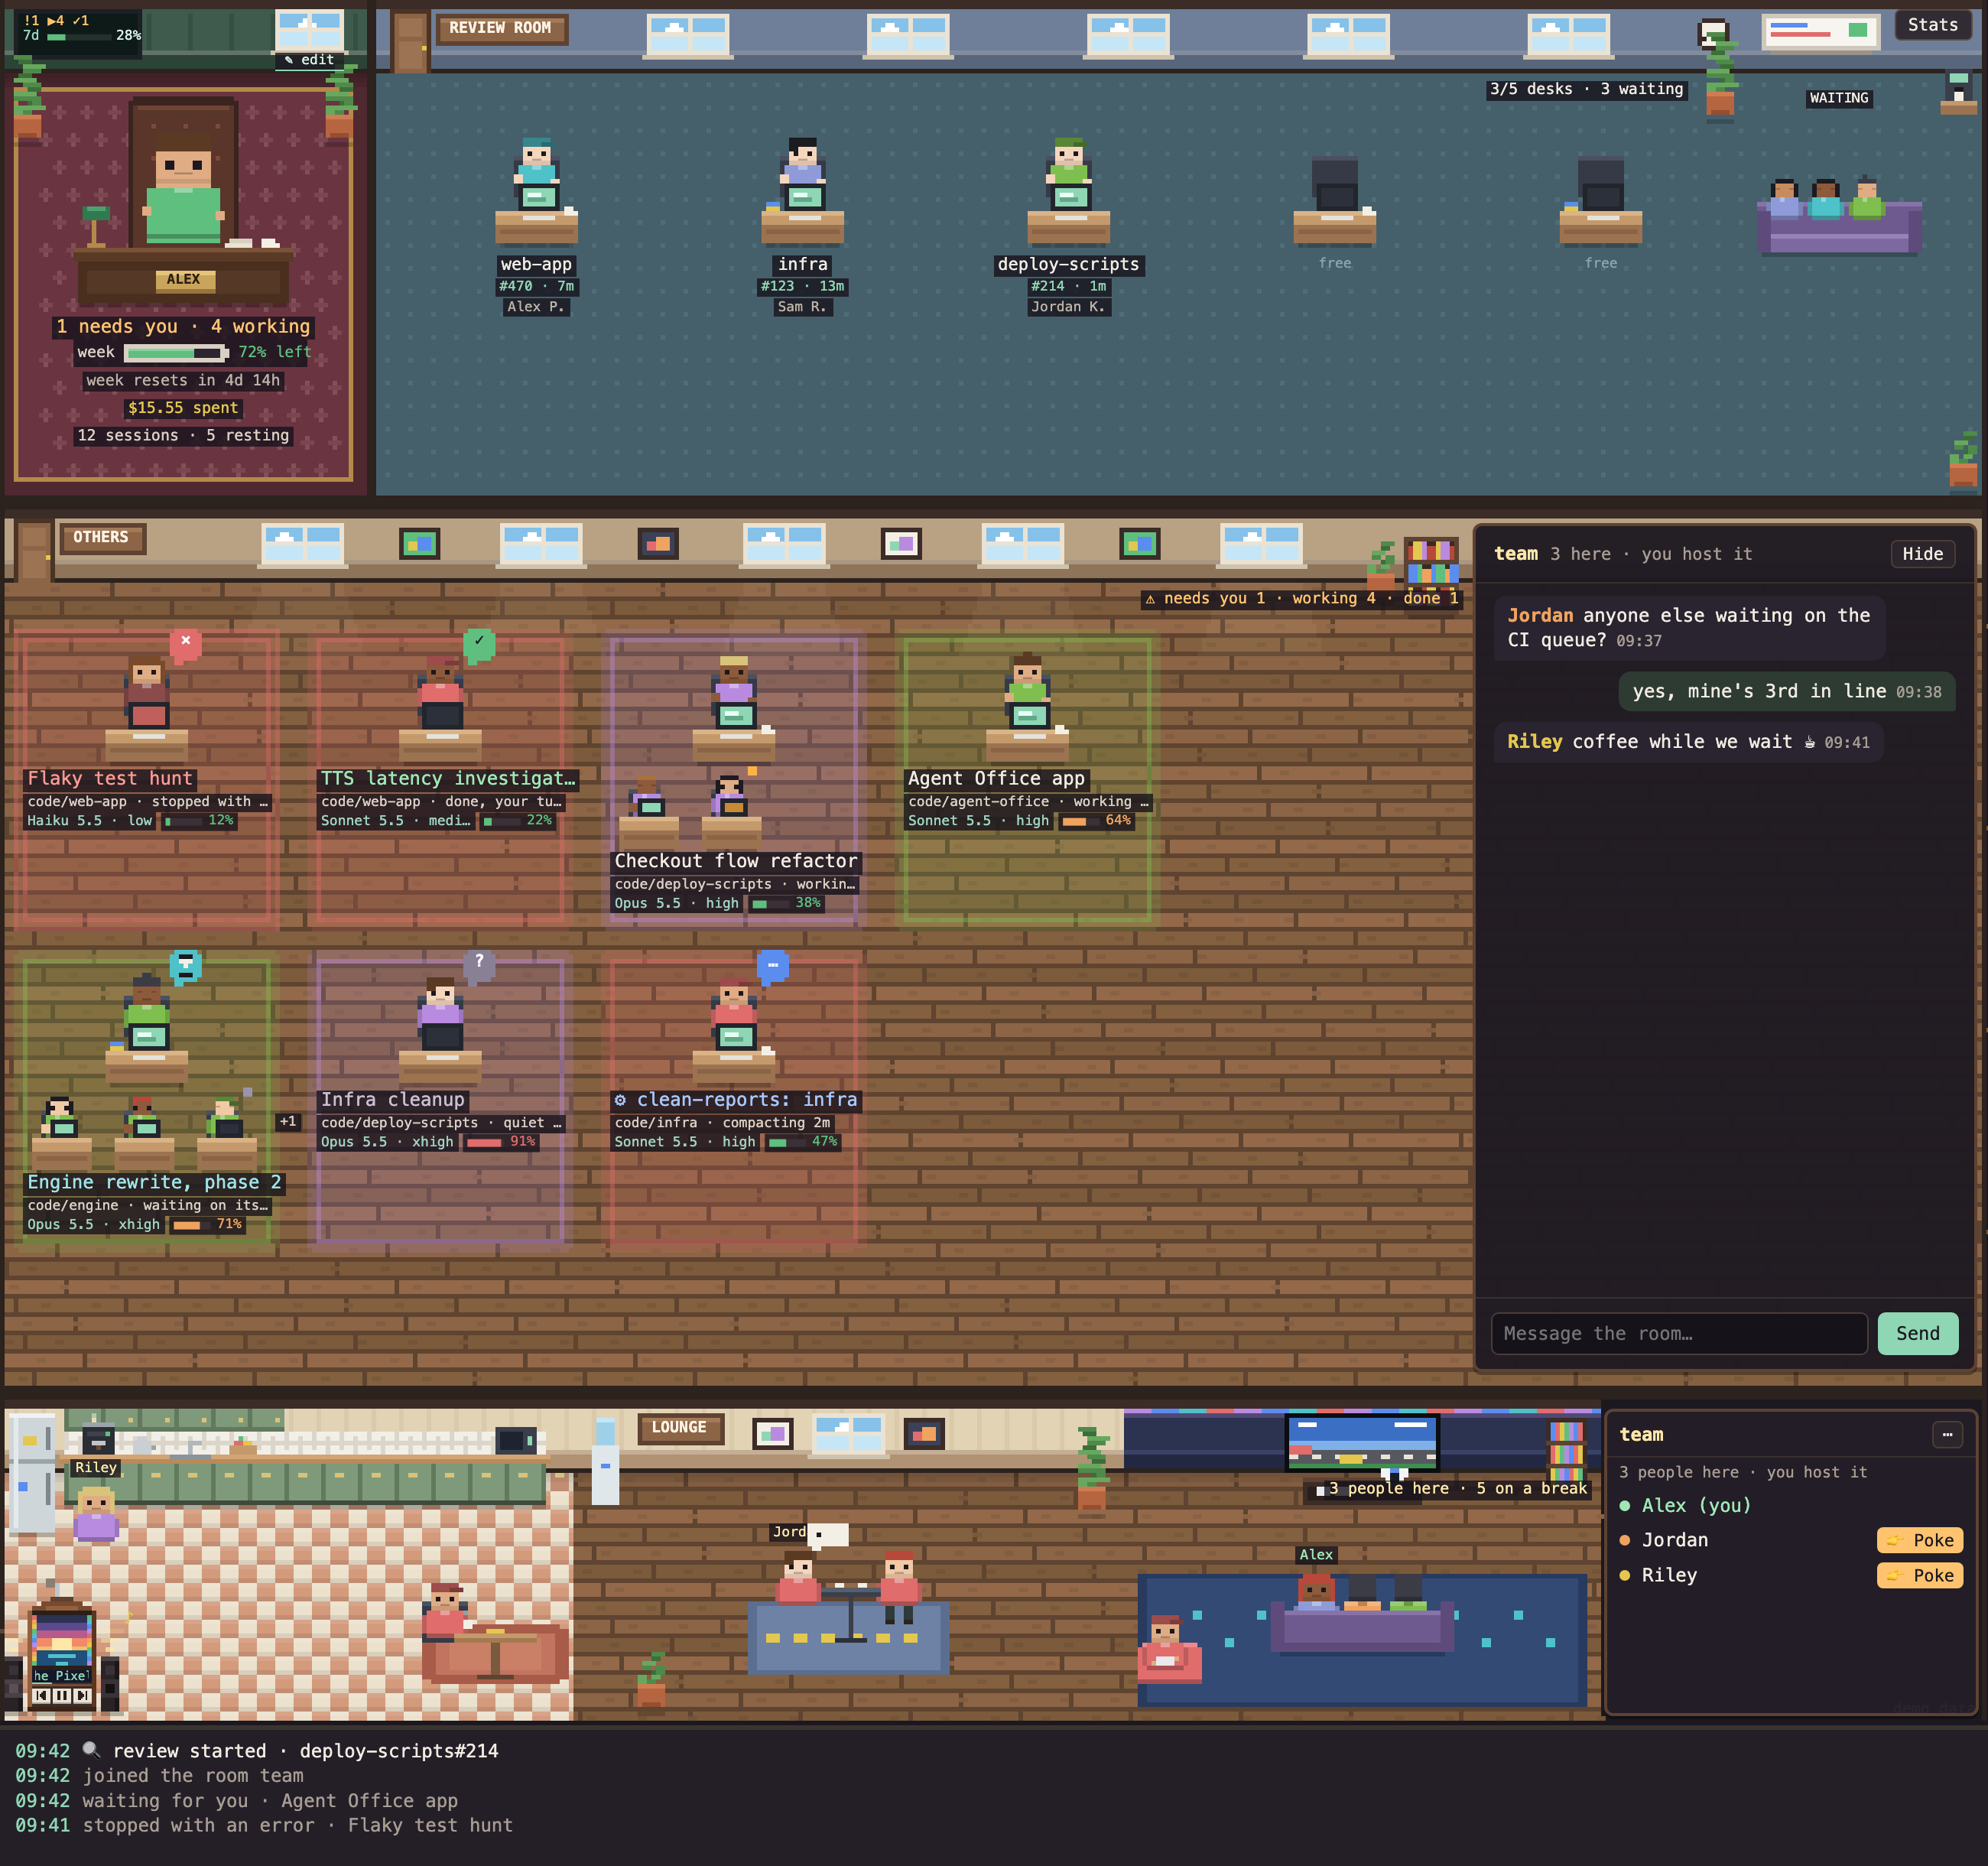 !1 ▶4 ✓1
7d 28%
✎ edit
ALEX
1 needs you · 4 working
week 72% left
week resets in 4d 14h
$15.55 spent
12 sessions · 5 resting
REVIEW ROOM
Stats
3/5 desks · 3 waiting
WAITING
web-app
#470 · 7m
Alex P.
infra
#123 · 13m
Sam R.
deploy-scripts
#214 · 1m
Jordan K.
free
free
OTHERS
⚠ needs you 1 · working 4 · done 1
Flaky test hunt
code/web-app · stopped with …
Haiku 5.5 · low 12%
TTS latency investigat…
code/web-app · done, your tu…
Sonnet 5.5 · medi… 22%
Checkout flow refactor
code/deploy-scripts · workin…
Opus 5.5 · high 38%
Agent Office app
code/agent-office · working …
Sonnet 5.5 · high 64%
+1
Engine rewrite, phase 2
code/engine · waiting on its…
Opus 5.5 · xhigh 71%
?
Infra cleanup
code/deploy-scripts · quiet …
Opus 5.5 · xhigh 91%
⚙ clean-reports: infra
code/infra · compacting 2m
Sonnet 5.5 · high 47%
team 3 here · you host it
Hide
Jordan anyone else waiting on the
CI queue? 09:37
yes, mine's 3rd in line 09:38
Riley coffee while we wait ☕ 09:41
Message the room…
Send
LOUNGE
Riley
3 people here · 5 on a break
Jord
Alex
he Pixel
team
…
3 people here · you host it
Alex (you)
Jordan 👉 Poke
Riley 👉 Poke
09:42 🔍 review started · deploy-scripts#214
09:42 joined the room team
09:42 waiting for you · Agent Office app
09:41 stopped with an error · Flaky test hunt